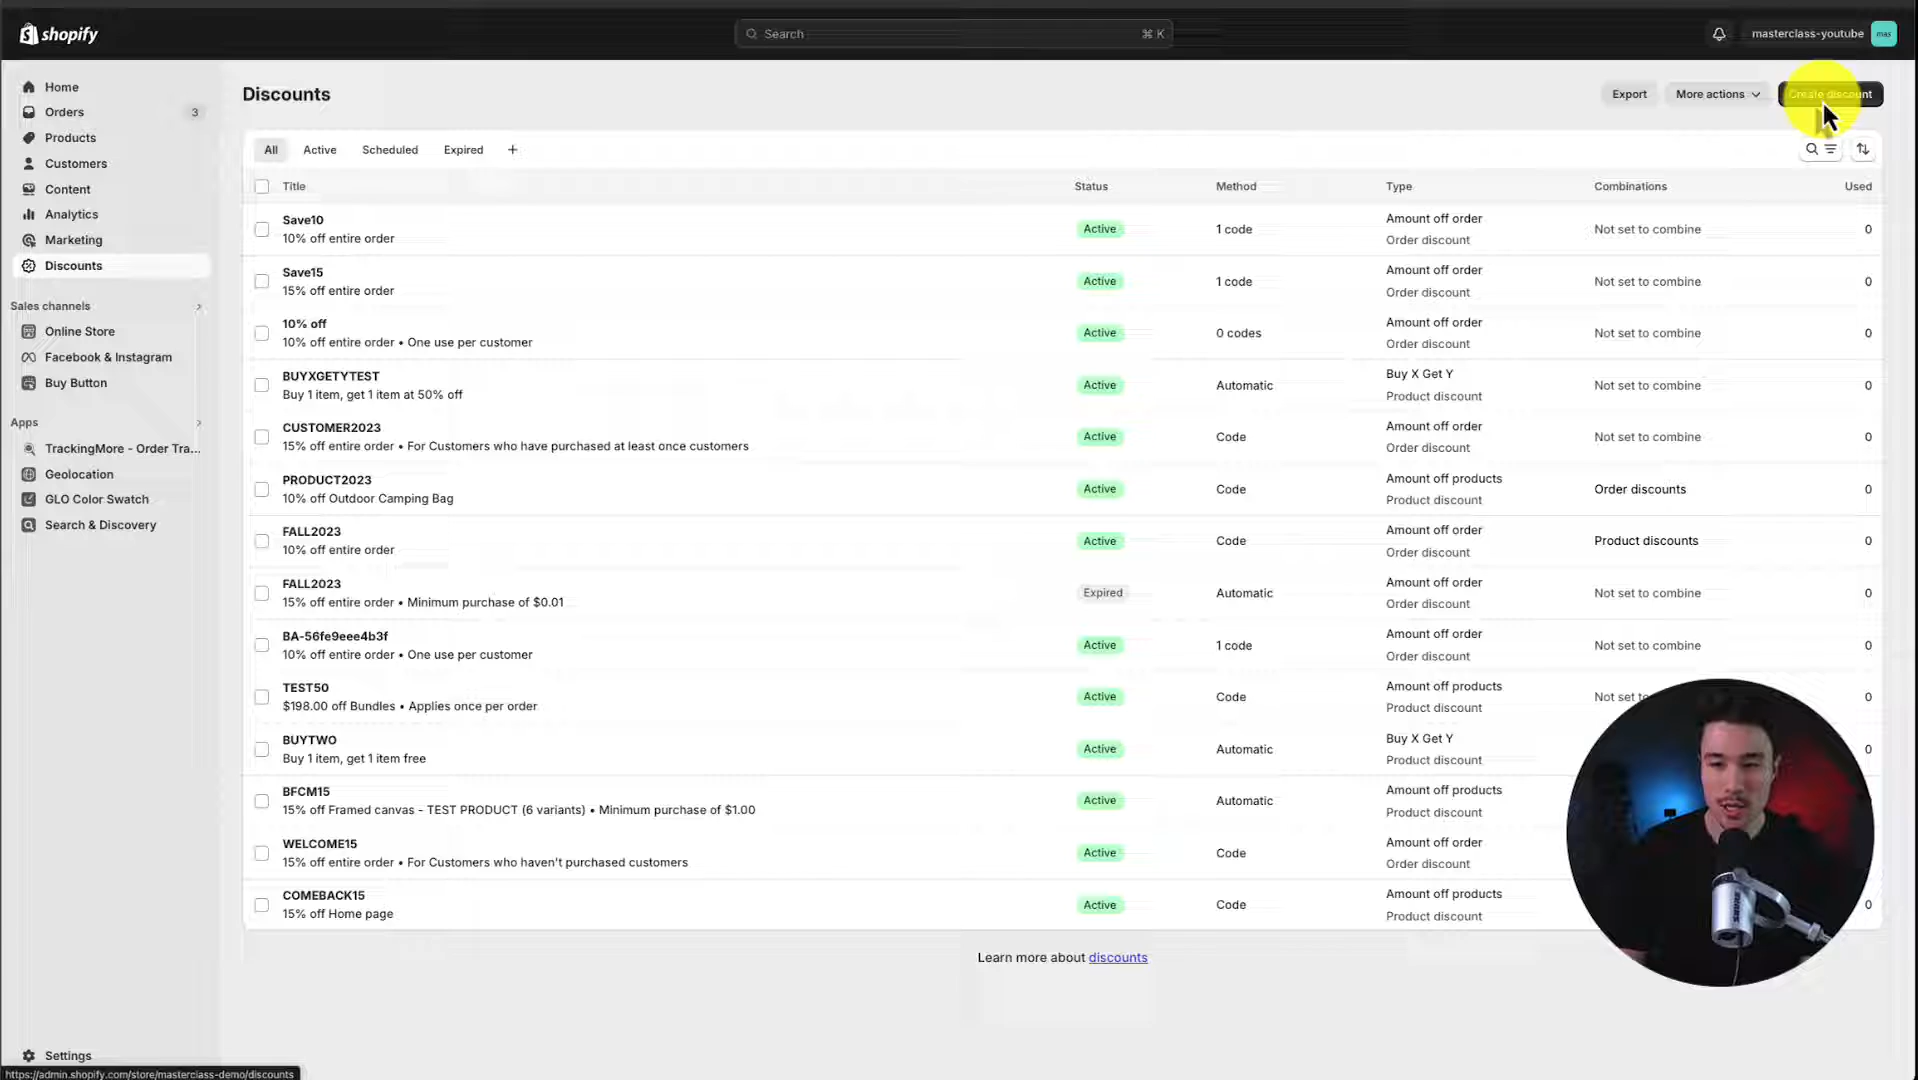 shopify
Search ⌘ K
masterclass-youtube mas
Home
Orders 3
Products
Customers
Content
Analytics
Marketing
Discounts
Sales channels
Online Store
Facebook & Instagram
Buy Button
Apps
TrackingMore - Order Tra...
Geolocation
GLO Color Swatch
Search & Discovery
Settings
https://admin.shopify.com/store/masterclass-demo/discounts
Discounts
Export More actions Create discount
All Active Scheduled Expired +
Title Status Method Type Combinations Used
Save10
10% off entire order
Active 1 code
Amount off order
Order discount
Not set to combine 0
Save15
15% off entire order
Active 1 code
Amount off order
Order discount
Not set to combine 0
10% off
10% off entire order • One use per customer
Active 0 codes
Amount off order
Order discount
Not set to combine 0
BUYXGETYTEST
Buy 1 item, get 1 item at 50% off
Active Automatic
Buy X Get Y
Product discount
Not set to combine 0
CUSTOMER2023
15% off entire order • For Customers who have purchased at least once customers
Active Code
Amount off order
Order discount
Not set to combine 0
PRODUCT2023
10% off Outdoor Camping Bag
Active Code
Amount off products
Product discount
Order discounts 0
FALL2023
10% off entire order
Active Code
Amount off order
Order discount
Product discounts 0
FALL2023
15% off entire order • Minimum purchase of $0.01
Expired Automatic
Amount off order
Order discount
Not set to combine 0
BA-56fe9eee4b3f
10% off entire order • One use per customer
Active 1 code
Amount off order
Order discount
Not set to combine 0
TEST50
$198.00 off Bundles • Applies once per order
Active Code
Amount off products
Product discount
Not set 0
BUYTWO
Buy 1 item, get 1 item free
Active Automatic
Buy X Get Y
Product discount
0
BFCM15
15% off Framed canvas - TEST PRODUCT (6 variants) • Minimum purchase of $1.00
Active Automatic
Amount off products
Product discount
WELCOME15
15% off entire order • For Customers who haven't purchased customers
Active Code
Amount off order
Order discount
COMEBACK15
15% off Home page
Active Code
Amount off products
Product discount
0
Learn more about discounts